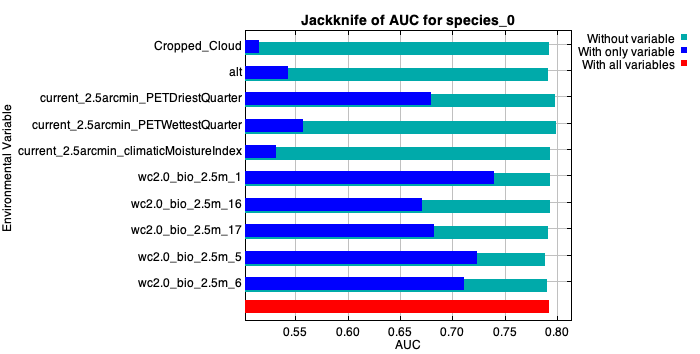 Jackknife of AUC for species_0
Without variable
With only variable
With all variables
Environmental Variable
Cropped_Cloud
alt
current_2.5arcmin_PETDriestQuarter
current_2.5arcmin_PETWettestQuarter
current_2.5arcmin_climaticMoistureIndex
wc2.0_bio_2.5m_1
wc2.0_bio_2.5m_16
wc2.0_bio_2.5m_17
wc2.0_bio_2.5m_5
wc2.0_bio_2.5m_6
0.55 0.60 0.65 0.70 0.75 0.80
AUC